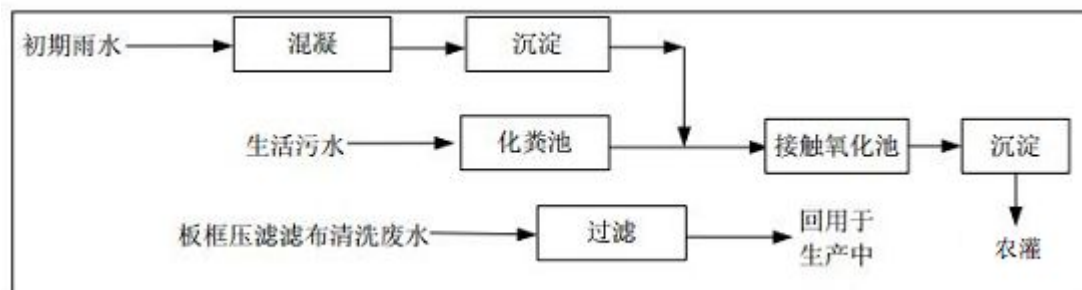 初期雨水
混凝
沉淀
生活污水
化粪池
接触氧化池
沉淀
板框压滤滤布清洗废水
过滤
回用于
生产中
农灌